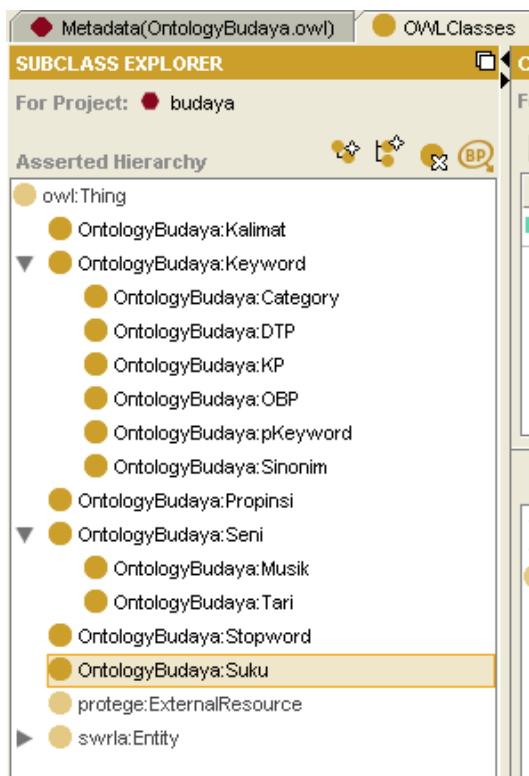 Metadata(OntologyBudaya.owl) OWLClasses
SUBCLASS EXPLORER
For Project: budaya
Asserted Hierarchy BP
owl:Thing
OntologyBudaya:Kalimat
OntologyBudaya:Keyword
OntologyBudaya:Category
OntologyBudaya:DTP
OntologyBudaya:KP
OntologyBudaya:OBP
OntologyBudaya:pKeyword
OntologyBudaya:Sinonim
OntologyBudaya:Propinsi
OntologyBudaya:Seni
OntologyBudaya:Musik
OntologyBudaya:Tari
OntologyBudaya:Stopword
OntologyBudaya:Suku
protege:ExternalResource
swrla:Entity